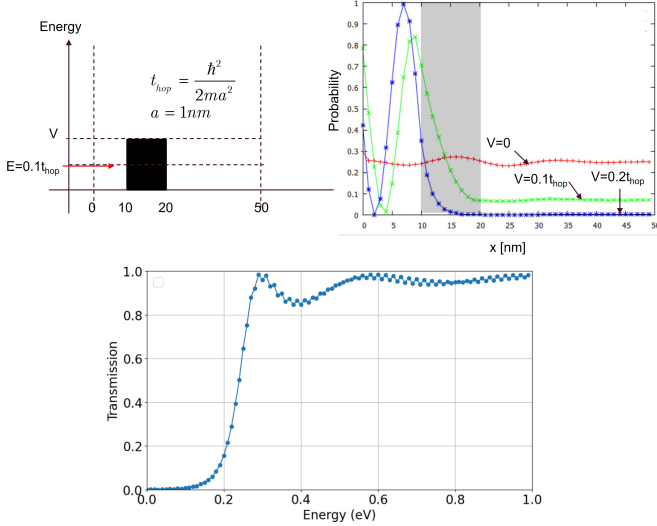 Energy
t_hop = ħ² / 2ma²
a = 1nm
V
E=0.1t_hop
0 10 20 50
Probability
1
0.9
0.8
0.7
0.6
0.5
0.4
0.3
0.2
0.1
0
V=0
V=0.1t_hop
V=0.2t_hop
0 5 10 15 20 25 30 35 40 45 50
x [nm]
Transmission
1.0
0.8
0.6
0.4
0.2
0.0
0.0 0.2 0.4 0.6 0.8 1.0
Energy (eV)